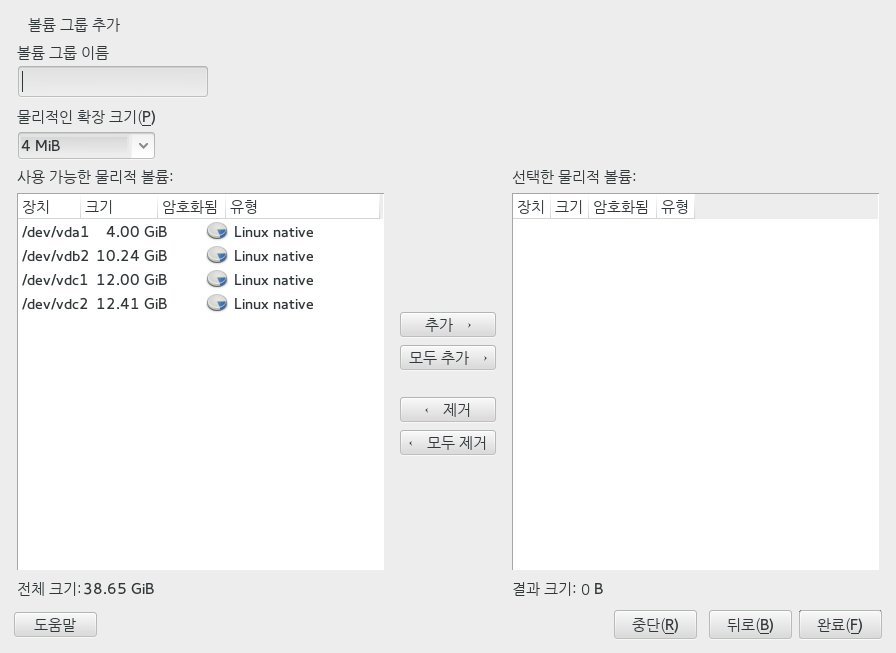 볼륨 그룹 추가
볼륨 그룹 이름
물리적인 확장 크기(P)
4 MiB
사용 가능한 물리적 볼륨:
장치 크기 암호화됨 유형
/dev/vda1 4.00 GiB Linux native
/dev/vdb2 10.24 GiB Linux native
/dev/vdc1 12.00 GiB Linux native
/dev/vdc2 12.41 GiB Linux native
전체 크기: 38.65 GiB
추가 ›
모두 추가 ›
‹ 제거
‹ 모두 제거
선택한 물리적 볼륨:
장치 크기 암호화됨 유형
결과 크기: 0 B
도움말
중단(R) 뒤로(B) 완료(F)